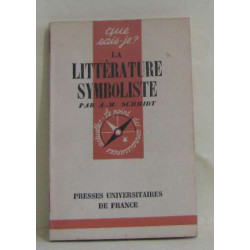 que
sais-je?
LA
LITTÉRATURE
SYMBOLISTE
PAR A.-M. SCHMIDT
PRESSES UNIVERSITAIRES
DE FRANCE